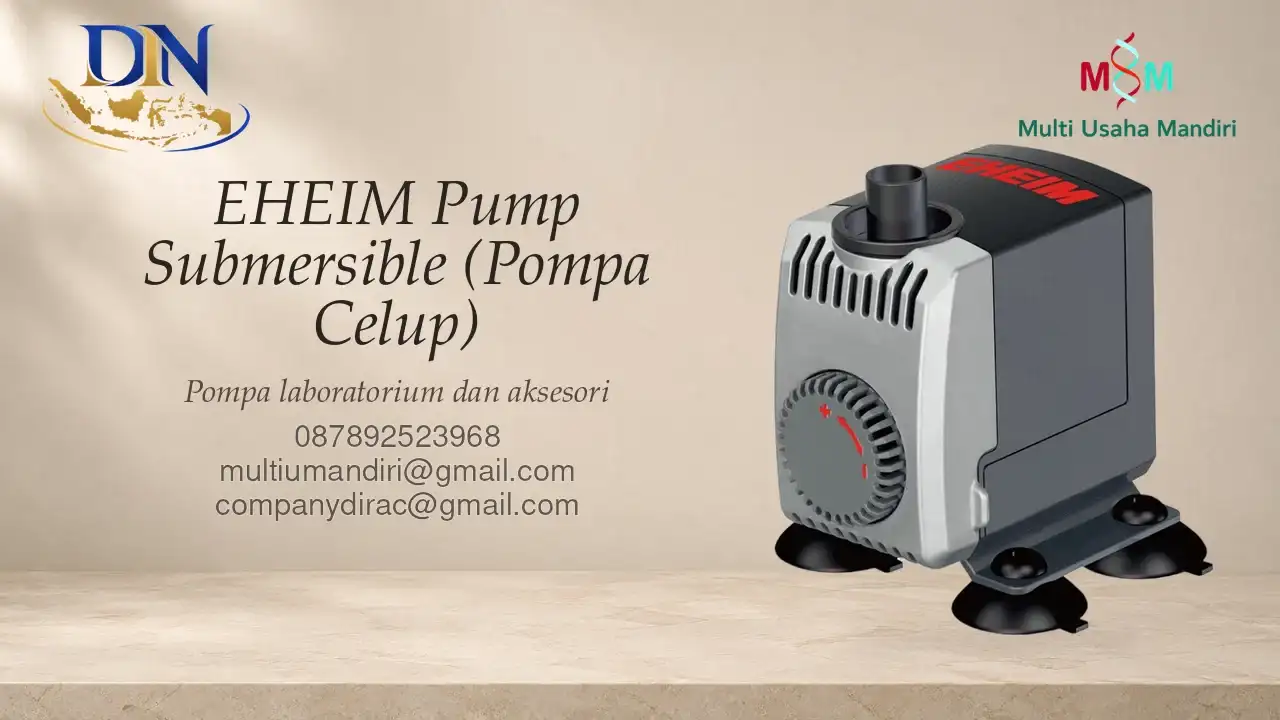 DN
M M
Multi Usaha Mandiri
EHEIM Pump
Submersible (Pompa
Celup)
Pompa laboratorium dan aksesori
087892523968
multiumandiri@gmail.com
companydirac@gmail.com
EHEIM
+
-